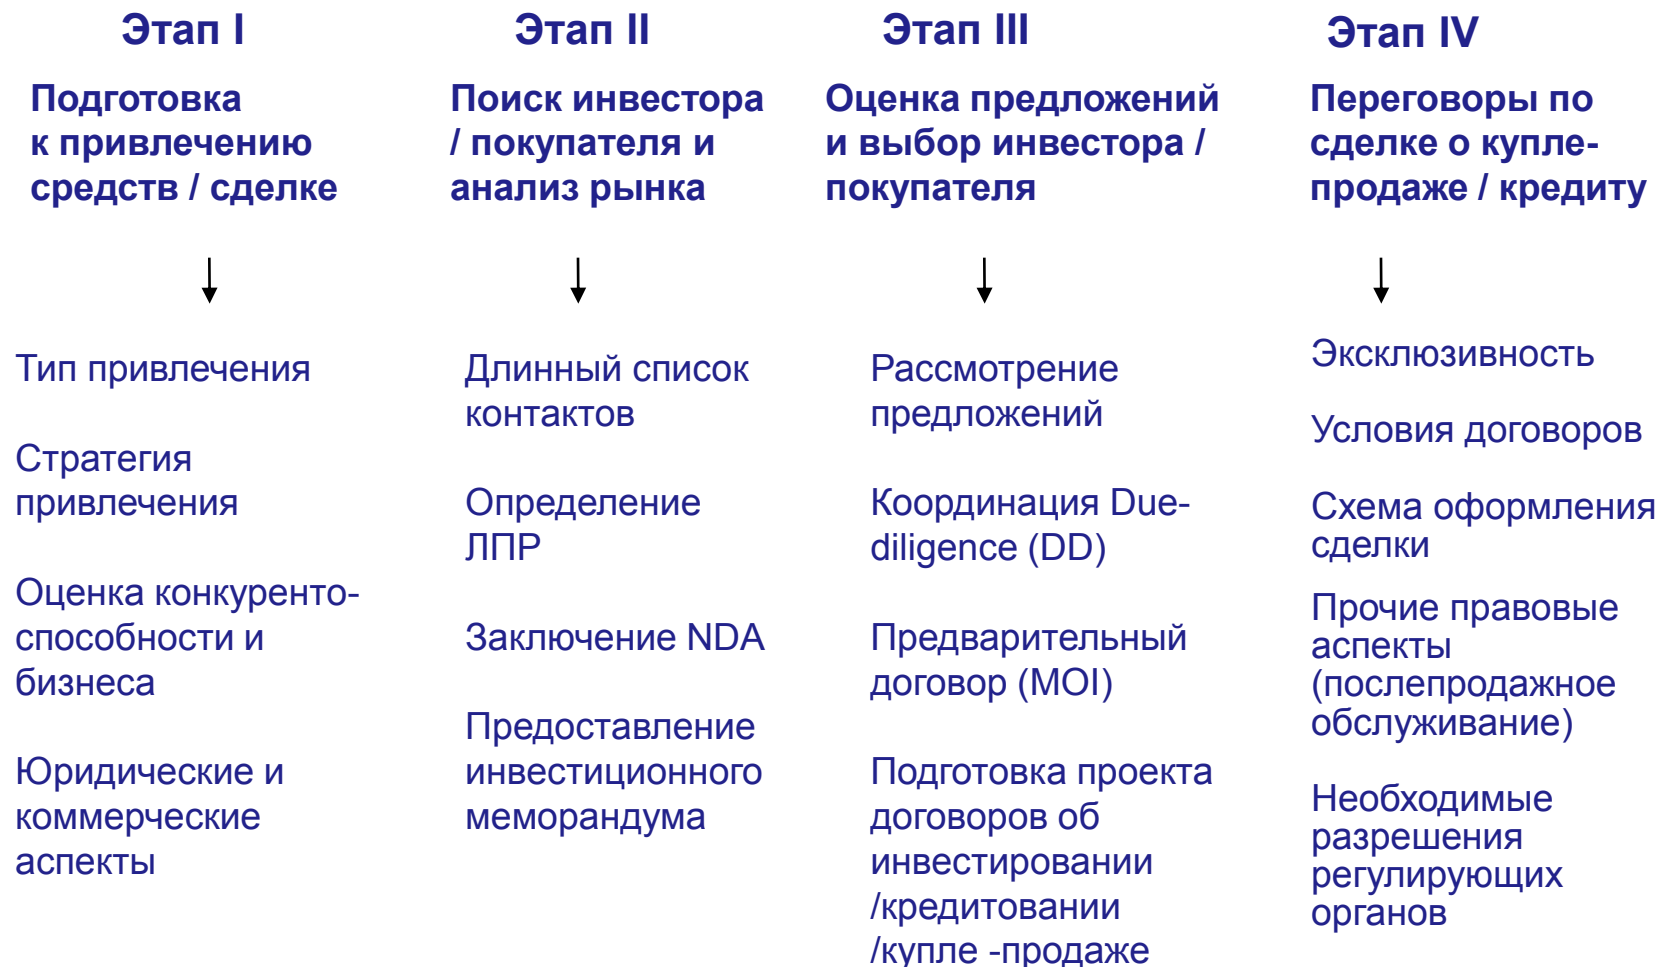 Этап I
Подготовка
к привлечению
средств / сделке
Тип привлечения
Стратегия
привлечения
Оценка конкуренто-
способности и
бизнеса
Юридические и
коммерческие
аспекты
Этап II
Поиск инвестора
/ покупателя и
анализ рынка
Длинный список
контактов
Определение
ЛПР
Заключение NDA
Предоставление
инвестиционного
меморандума
Этап III
Оценка предложений
и выбор инвестора /
покупателя
Рассмотрение
предложений
Координация Due-
diligence (DD)
Предварительный
договор (MOI)
Подготовка проекта
договоров об
инвестировании
/кредитовании
/купле -продаже
Этап IV
Переговоры по
сделке о купле-
продаже / кредиту
Эксклюзивность
Условия договоров
Схема оформления
сделки
Прочие правовые
аспекты
(послепродажное
обслуживание)
Необходимые
разрешения
регулирующих
органов